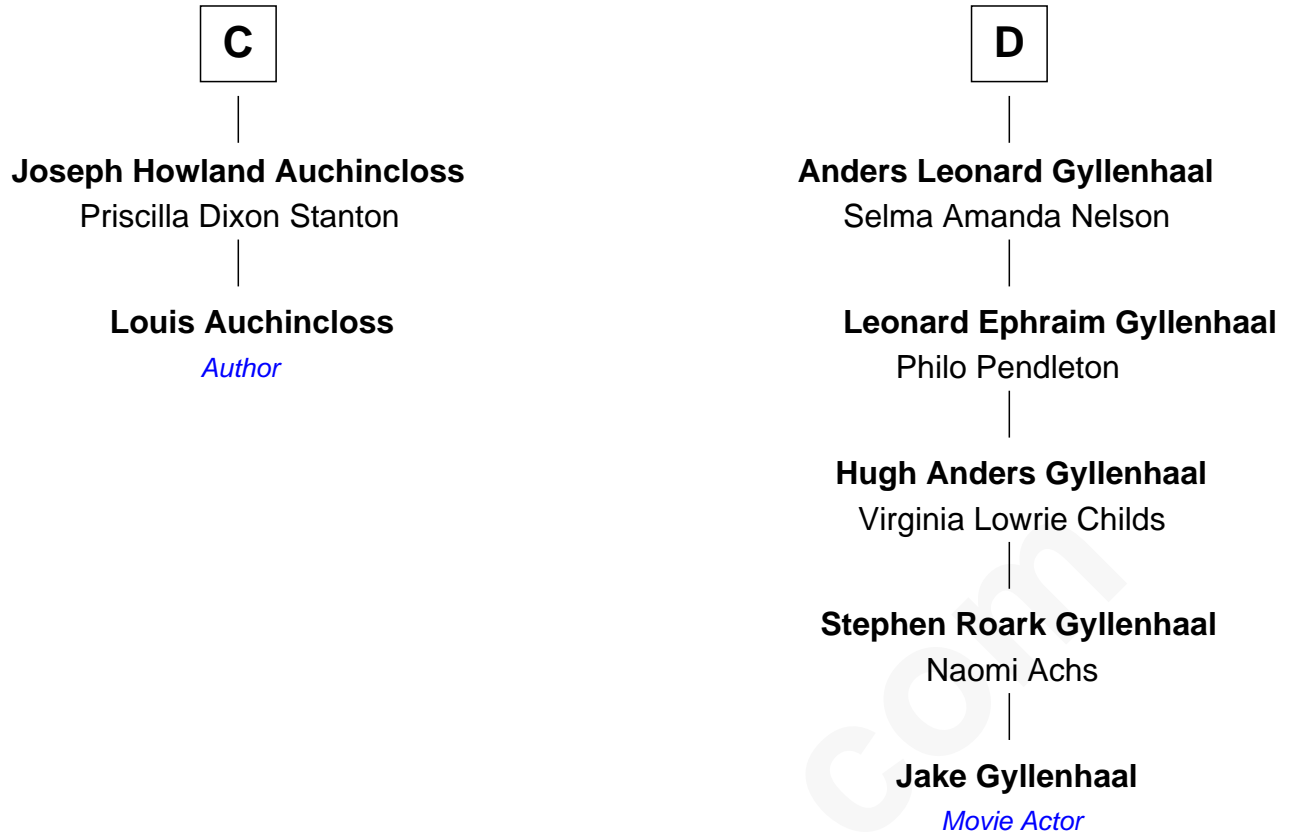 C
Joseph Howland Auchincloss
Priscilla Dixon Stanton
Louis Auchincloss
Author
D
Anders Leonard Gyllenhaal
Selma Amanda Nelson
Leonard Ephraim Gyllenhaal
Philo Pendleton
Hugh Anders Gyllenhaal
Virginia Lowrie Childs
Stephen Roark Gyllenhaal
Naomi Achs
Jake Gyllenhaal
Movie Actor
com